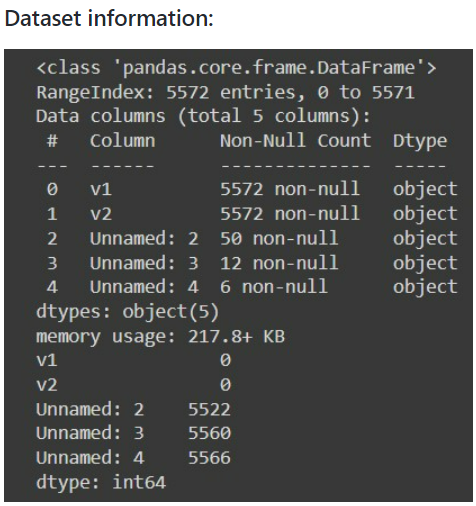 Dataset information:
<class 'pandas.core.frame.DataFrame'>
RangeIndex: 5572 entries, 0 to 5571
Data columns (total 5 columns):
 #   Column      Non-Null Count  Dtype
---  ------      --------------  -----
 0   v1          5572 non-null   object
 1   v2          5572 non-null   object
 2   Unnamed: 2  50 non-null     object
 3   Unnamed: 3  12 non-null     object
 4   Unnamed: 4  6 non-null      object
dtypes: object(5)
memory usage: 217.8+ KB
v1               0
v2               0
Unnamed: 2    5522
Unnamed: 3    5560
Unnamed: 4    5566
dtype: int64